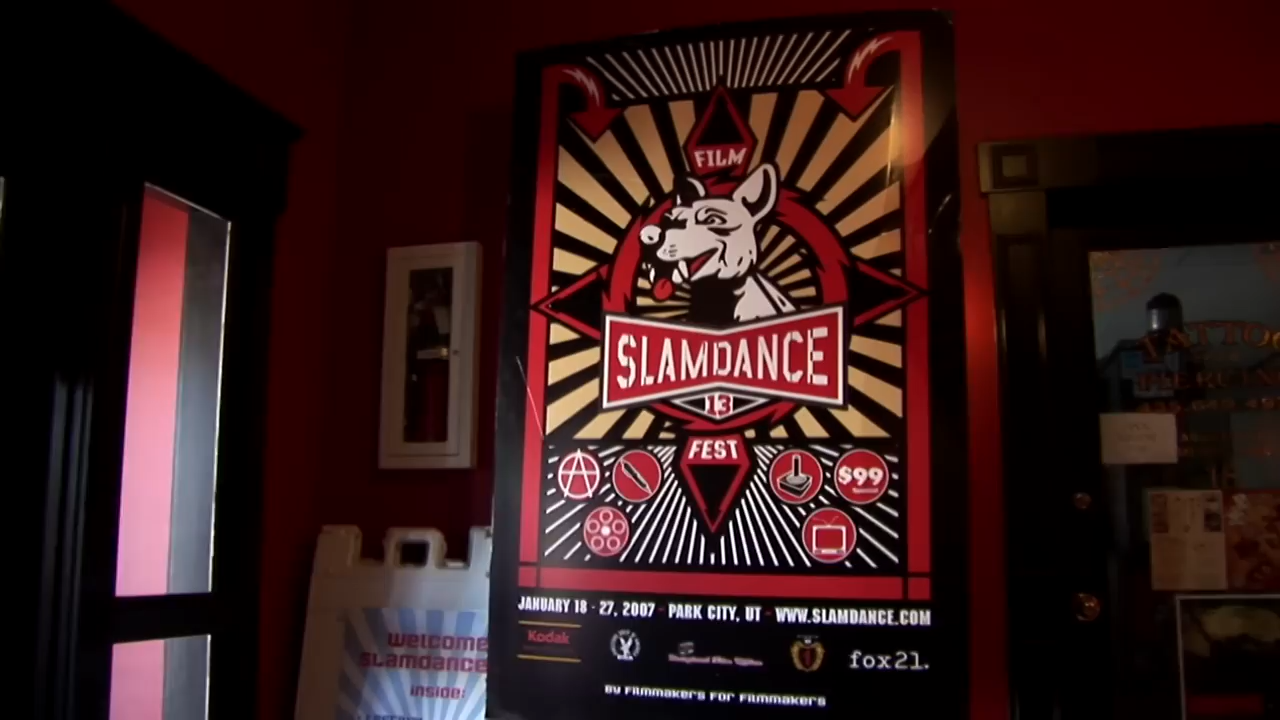 FILM
SLAMDANCE
13
FEST
$99
JANUARY 18 - 27, 2007 - PARK CITY, UT - WWW.SLAMDANCE.COM
Kodak
fox21.
BY FILMMAKERS FOR FILMMAKERS
welcome
slamdance
inside:
TATTOO